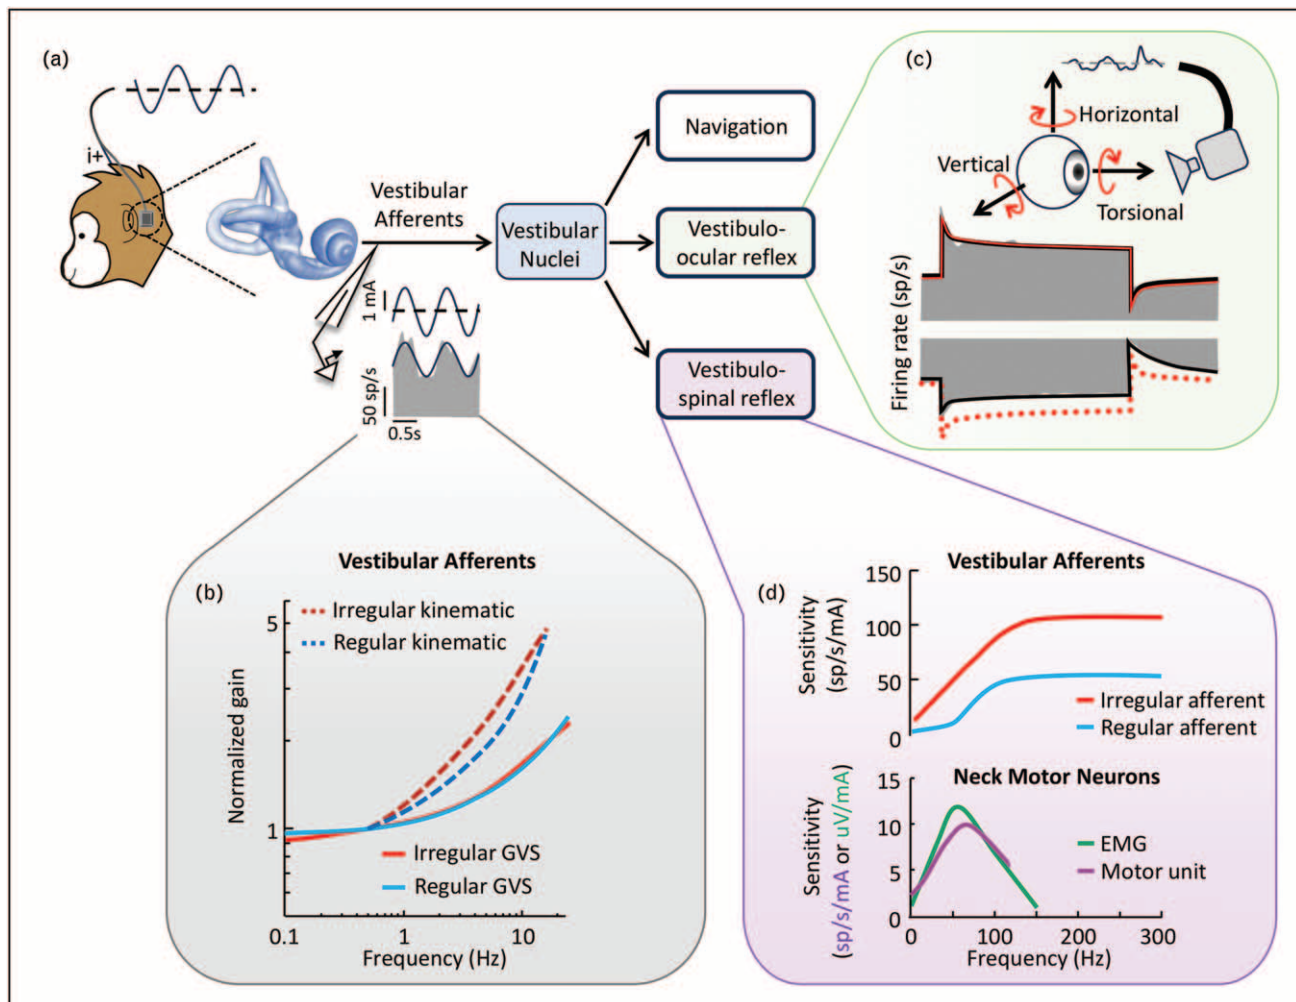 (a)
i+
Vestibular
Afferents
1 mA
50 sp/s
0.5s
Vestibular
Nuclei
Navigation
Vestibulo-
ocular reflex
Vestibulo-
spinal reflex
(c)
Horizontal
Vertical
Torsional
Firing rate (sp/s)
Vestibular Afferents
(b)
Irregular kinematic
Regular kinematic
5
1
Normalized gain
Irregular GVS
Regular GVS
0.1
1
10
Frequency (Hz)
(d)
Vestibular Afferents
Sensitivity
(sp/s/mA)
150
100
50
0
Irregular afferent
Regular afferent
Neck Motor Neurons
Sensitivity
(sp/s/mA or uV/mA)
15
10
5
0
EMG
Motor unit
0
100
200
300
Frequency (Hz)